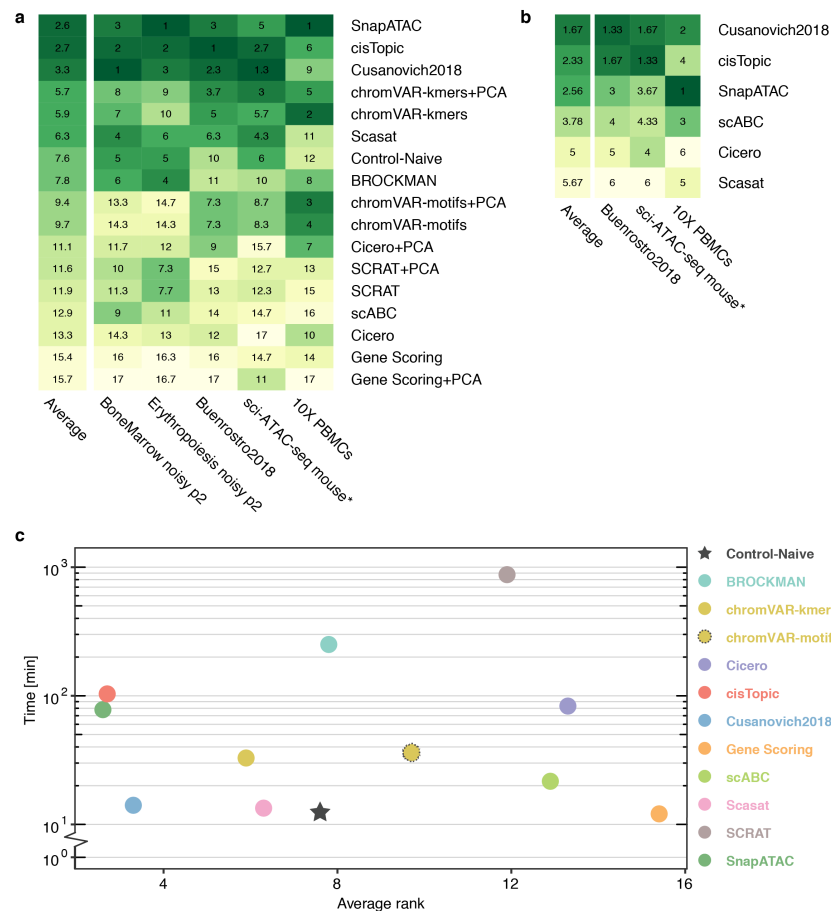 a
2.6 3 1 3 5 1 SnapATAC
2.7 2 2 1 2.7 6 cisTopic
3.3 1 3 2.3 1.3 9 Cusanovich2018
5.7 8 9 3.7 3 5 chromVAR-kmers+PCA
5.9 7 10 5 5.7 2 chromVAR-kmers
6.3 4 6 6.3 4.3 11 Scasat
7.6 5 5 10 6 12 Control-Naive
7.8 6 4 11 10 8 BROCKMAN
9.4 13.3 14.7 7.3 8.7 3 chromVAR-motifs+PCA
9.7 14.3 14.3 7.3 8.3 4 chromVAR-motifs
11.1 11.7 12 9 15.7 7 Cicero+PCA
11.6 10 7.3 15 12.7 13 SCRAT+PCA
11.9 11.3 7.7 13 12.3 15 SCRAT
12.9 9 11 14 14.7 16 scABC
13.3 14.3 13 12 17 10 Cicero
15.4 16 16.3 16 14.7 14 Gene Scoring
15.7 17 16.7 17 11 17 Gene Scoring+PCA
Average
BoneMarrow noisy p2
Erythropoiesis noisy p2
Buenrostro2018
sci-ATAC-seq mouse*
10X PBMCs
b
1.67 1.33 1.67 2 Cusanovich2018
2.33 1.67 1.33 4 cisTopic
2.56 3 3.67 1 SnapATAC
3.78 4 4.33 3 scABC
5 5 4 6 Cicero
5.67 6 6 5 Scasat
Average
Buenrostro2018
sci-ATAC-seq mouse*
10X PBMCs
c
Time [min]
10³
10²
10¹
10⁰
4 8 12 16
Average rank
Control-Naive
BROCKMAN
chromVAR-kmer
chromVAR-motif
Cicero
cisTopic
Cusanovich2018
Gene Scoring
scABC
Scasat
SCRAT
SnapATAC